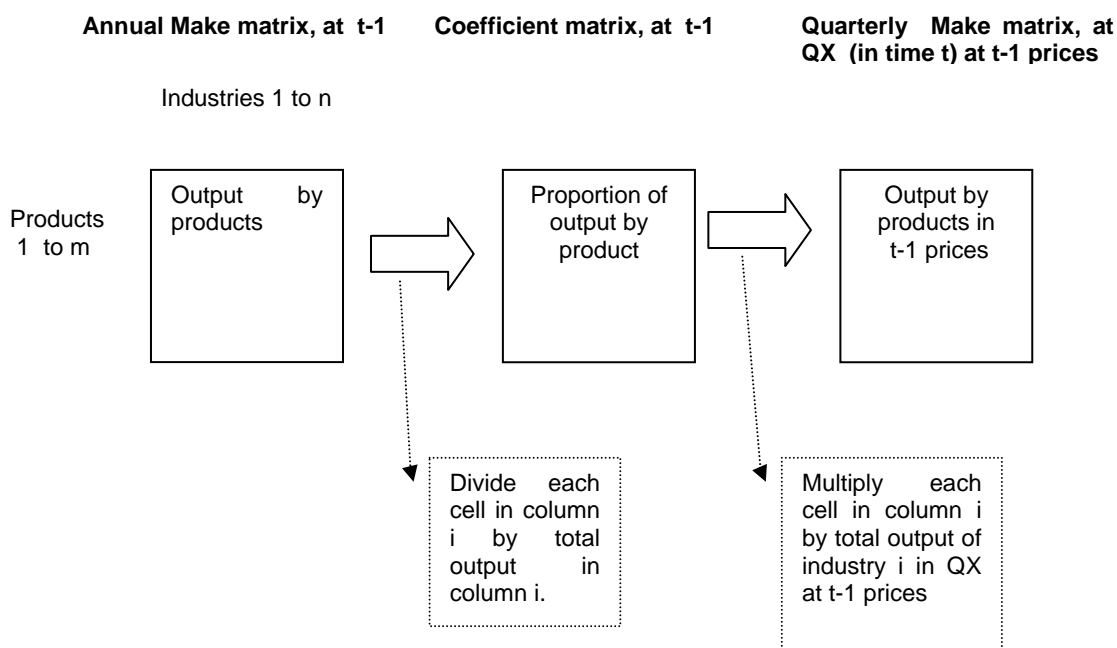 Annual Make matrix, at t-1
Coefficient matrix, at t-1
Quarterly Make matrix, at
QX (in time t) at t-1 prices
Industries 1 to n
Products
1 to m
Output by
products
Proportion of
output by
product
Output by
products in
t-1 prices
Divide each
cell in column
i by total
output in
column i.
Multiply each
cell in column i
by total output of
industry i in QX
at t-1 prices